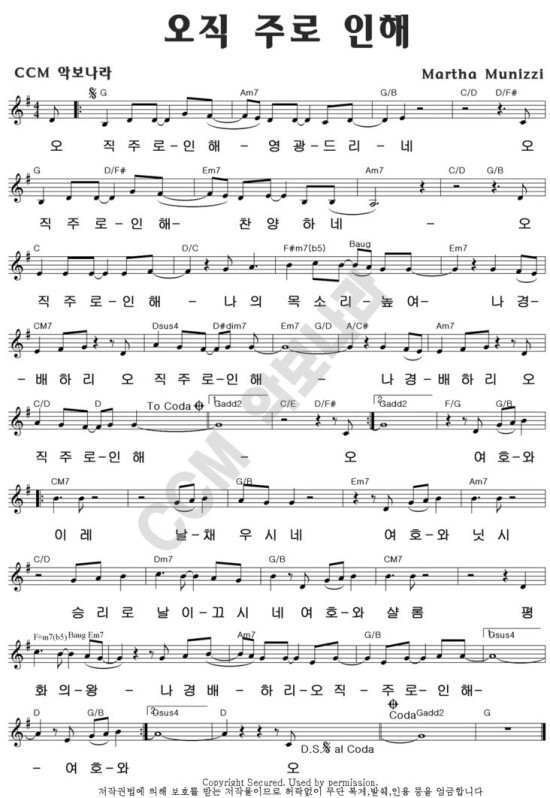 오직 주로 인해
CCM 악보나라 Martha Munizzi
G Am7 G/B C/D D/F#
오 직주로-인해- 영광-드리-네 오
G D/F# Em7 Am7 C/D G/B
직주로-인해- 찬양하네 - 오
C D/C F#m7(b5) Baug Em7
직주로-인해- 나의 목소리-높여- 나경-
CM7 Dsus4 D#dim7 Em7 G/D A/C# Am7
-배하리 오 직주로-인해 - 나경-배하리 오
C/D G D To Coda 1. Gadd2 C/E D/F# 2. Gadd2 F/G G/B
직주로-인해 - 오 여호-와
CM7 Am7 G/B Em7 Am7
이레 날-채 우시네 여호-와 닛시
C/D Dm7 G/B CM7
승리로 날이-끄시네여호-와 샬롬 평
F#m7(b5) Baug Em7 Am7 G/B 1. Dsus4
화의-왕- 나경배-하리-오직-주로-인해-
D G/B 2. Dsus4 D D.S. al Coda Coda Gadd2 G
-여호-와 오
Copyright Secured. Used by permission.
저작권법에 의해 보호를 받는 저작물이므로 허락없이 무단 복제,발췌,인용 등을 엄금합니다
CCM 악보나라